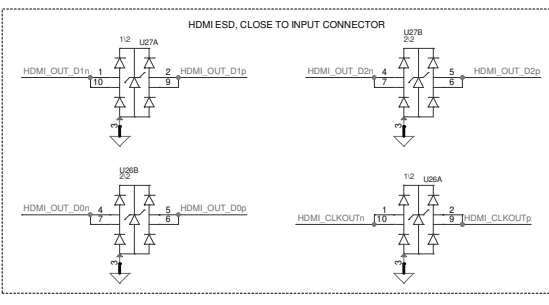 HDMI ESD, CLOSE TO INPUT CONNECTOR
1\2 U27A
HDMI_OUT_D1n 1 2 HDMI_OUT_D1p
10 9
3
U27B
2\2
HDMI_OUT_D2n 4 5 HDMI_OUT_D2p
7 6
3
U26B
2\2
HDMI_OUT_D0n 4 5 HDMI_OUT_D0p
7 6
3
1\2 U26A
1 2
HDMI_CLKOUTn 10 9 HDMI_CLKOUTp
3